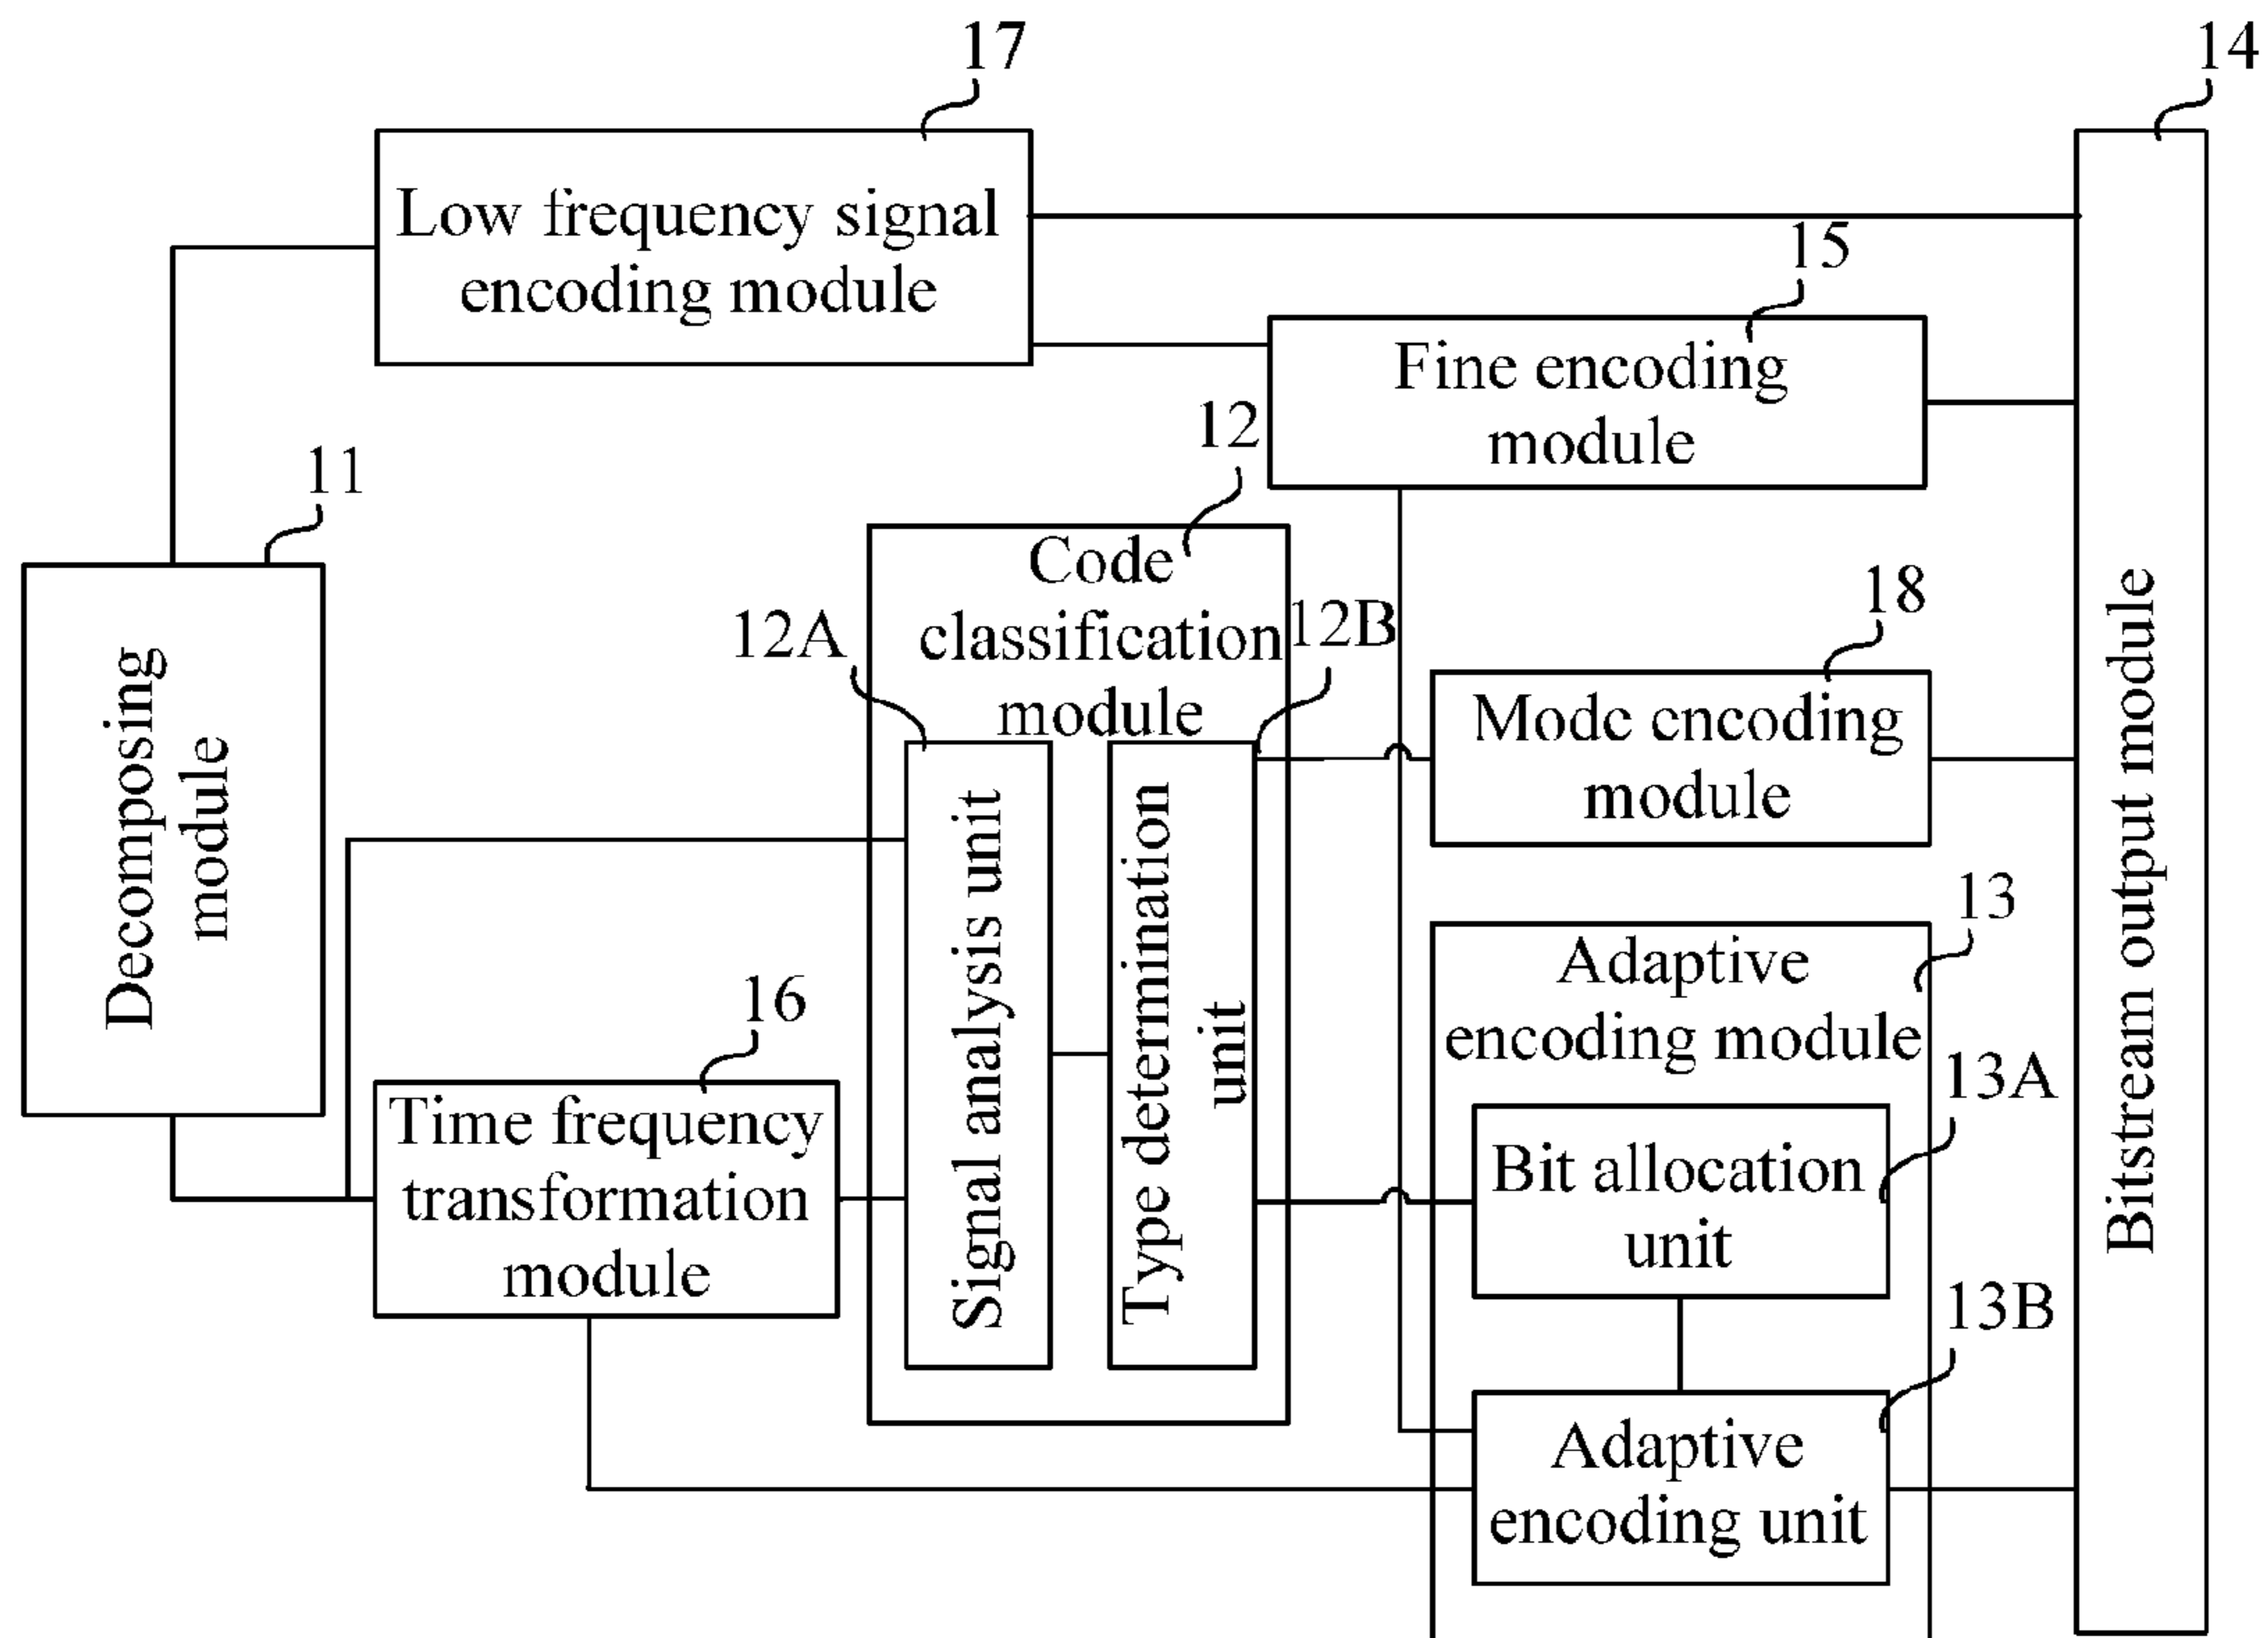 17
14
Low frequency signal
encoding module
15
Fine encoding
module
12
11
Code
classification
module
12A
12B
18
Mode encoding
module
Decomposing
module
Signal analysis unit
Type determination
unit
13
Adaptive
encoding module
16
Time frequency
transformation
module
13A
Bit allocation
unit
13B
Adaptive
encoding unit
Bitstream output module